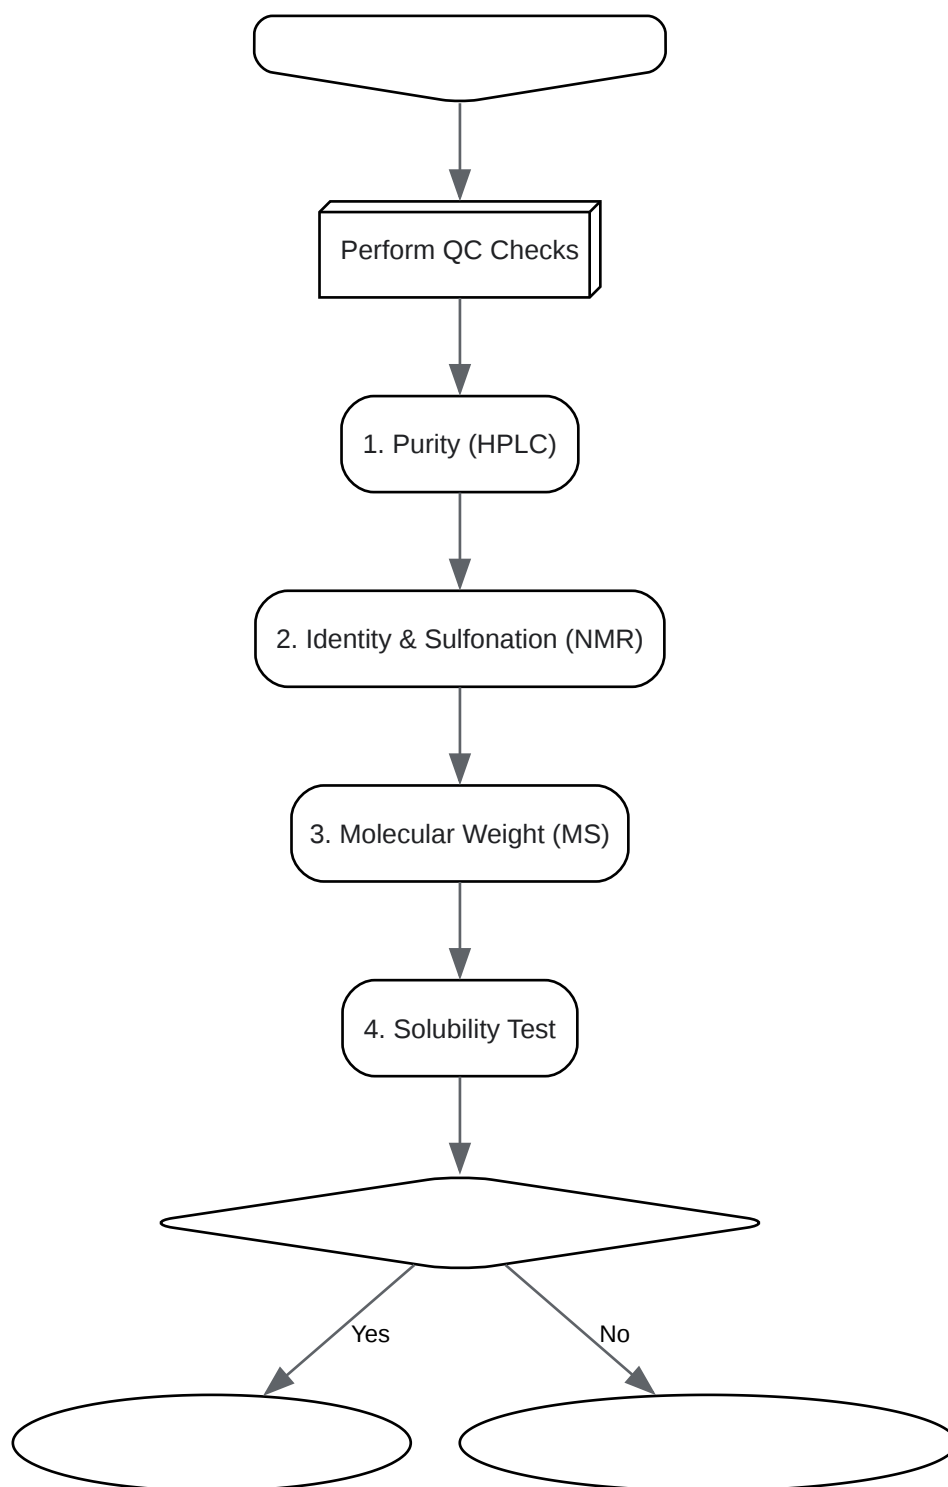 Perform QC Checks
1. Purity (HPLC)
2. Identity & Sulfonation (NMR)
3. Molecular Weight (MS)
4. Solubility Test
Yes
No